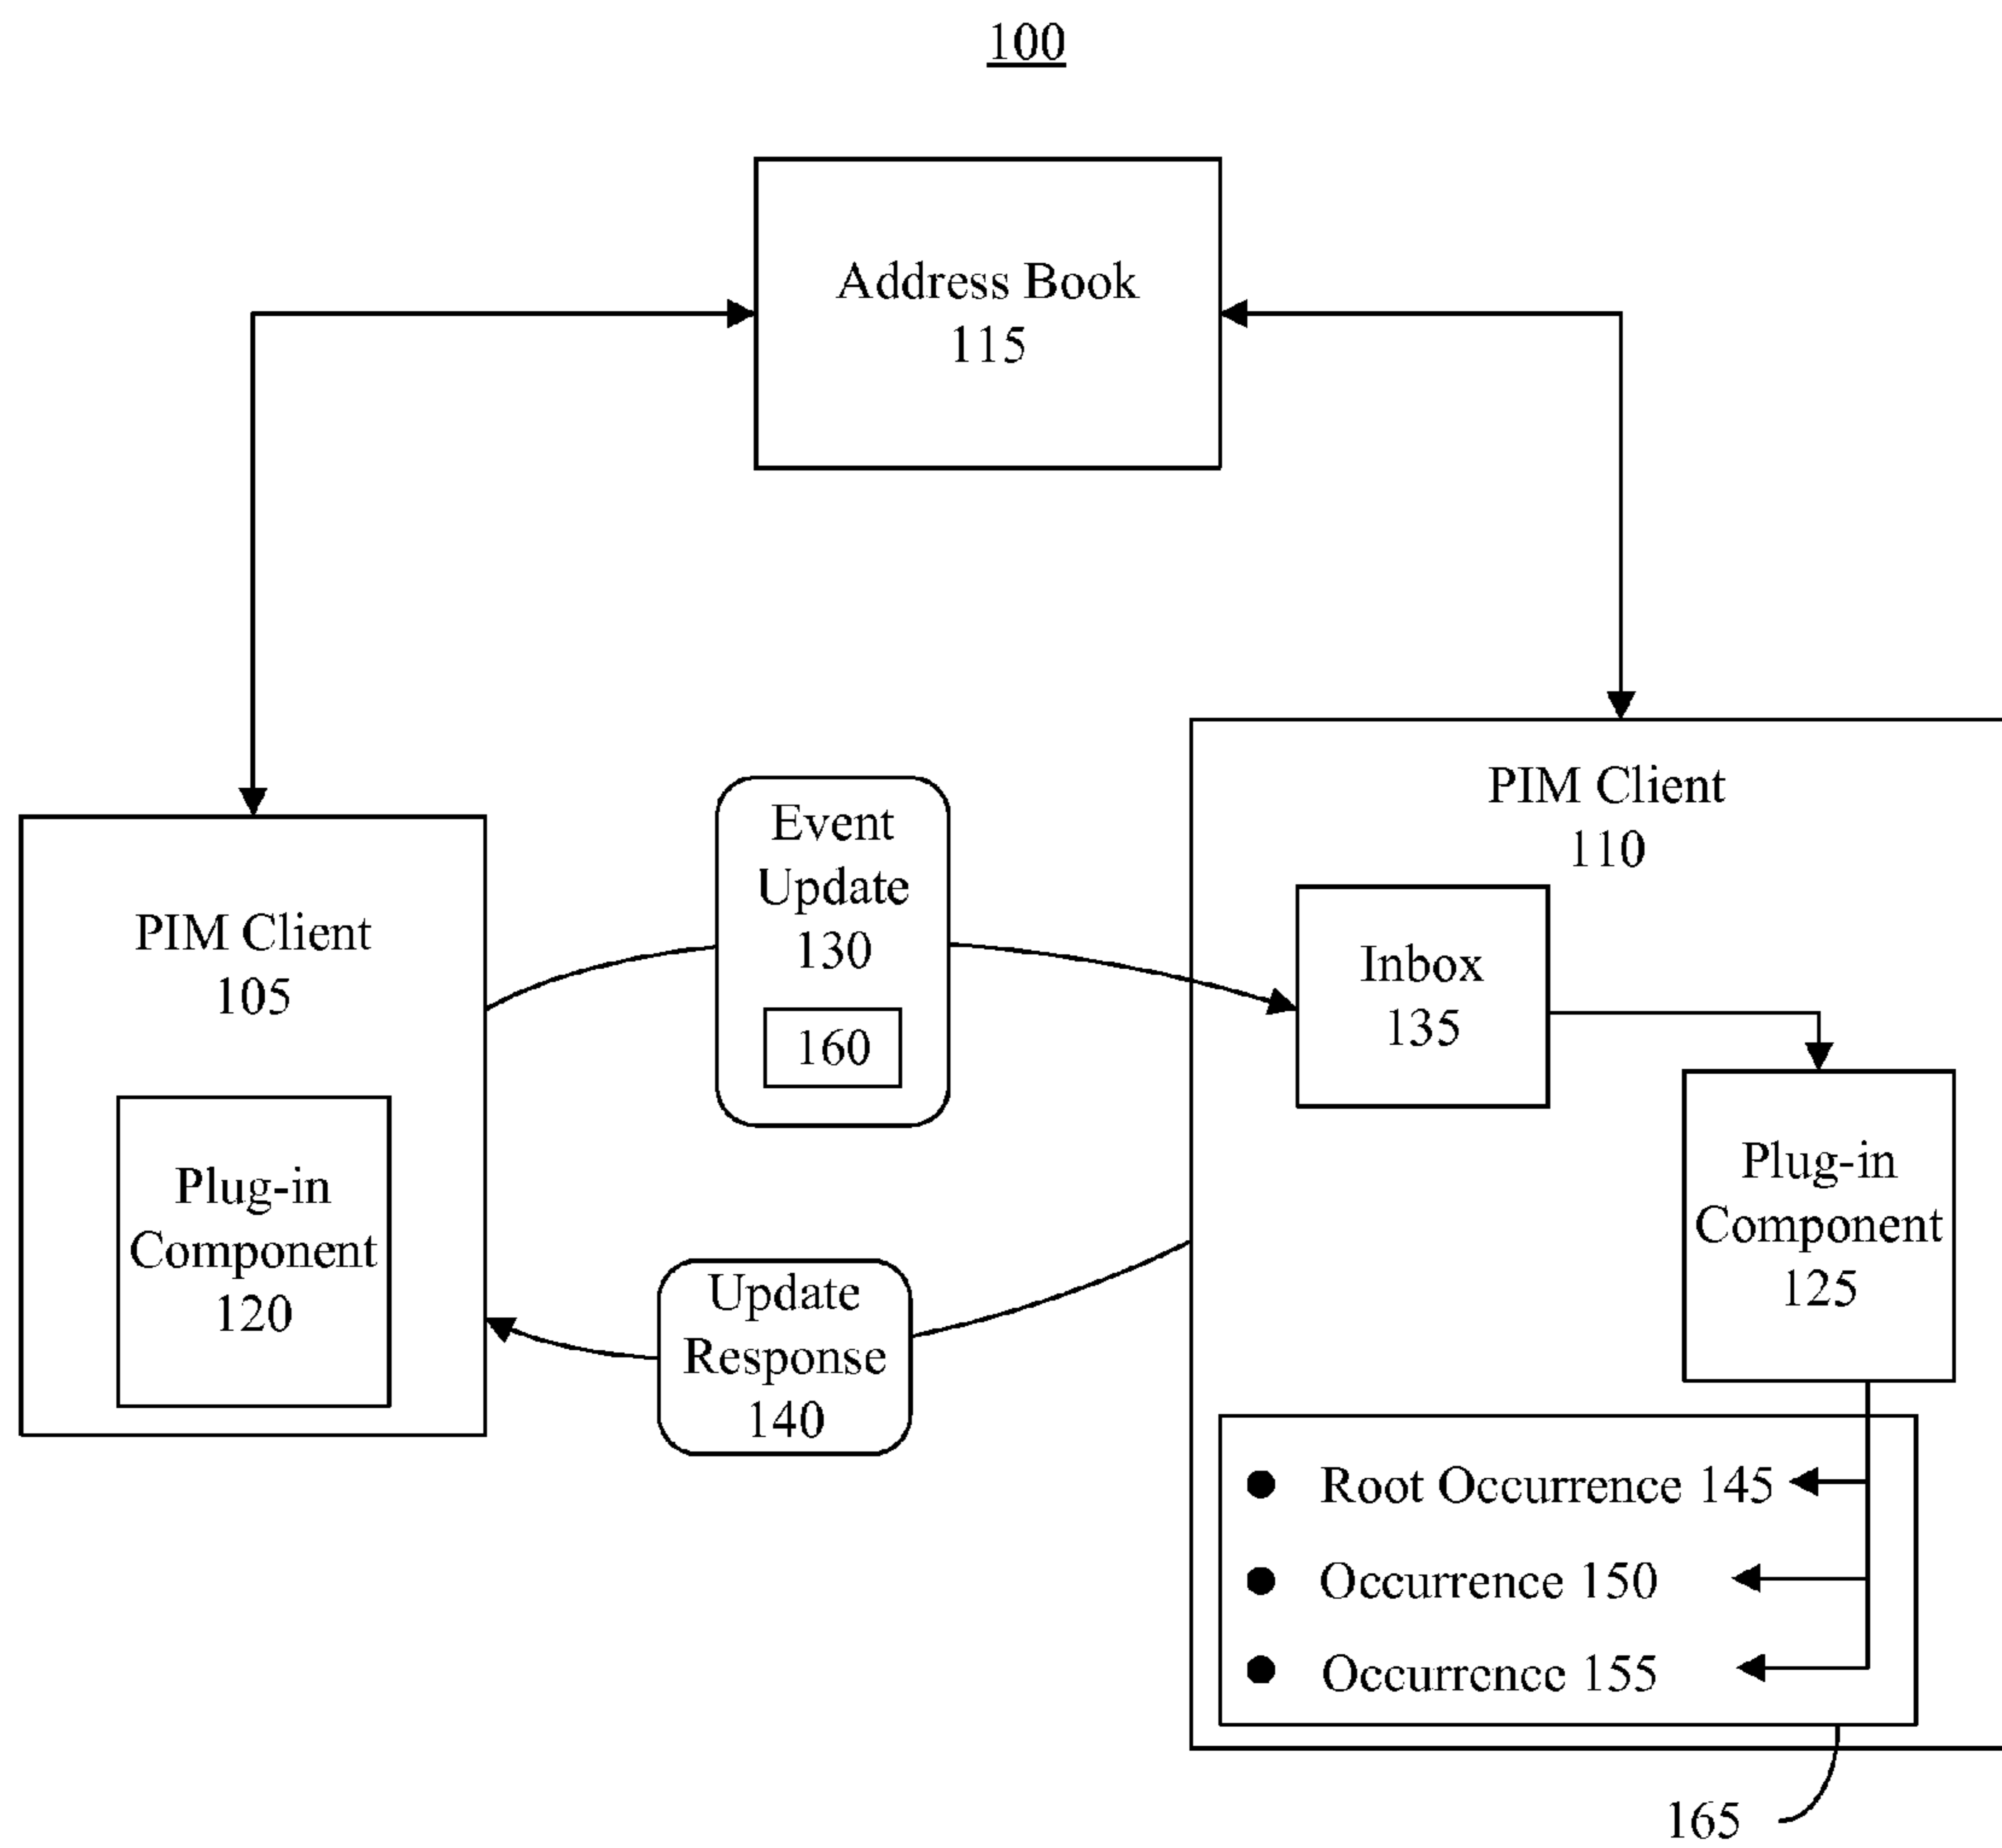 100
Address Book
115
PIM Client
105
Plug-in
Component
120
Event
Update
130
160
Update
Response
140
PIM Client
110
Inbox
135
Plug-in
Component
125
Root Occurrence 145
Occurrence 150
Occurrence 155
165